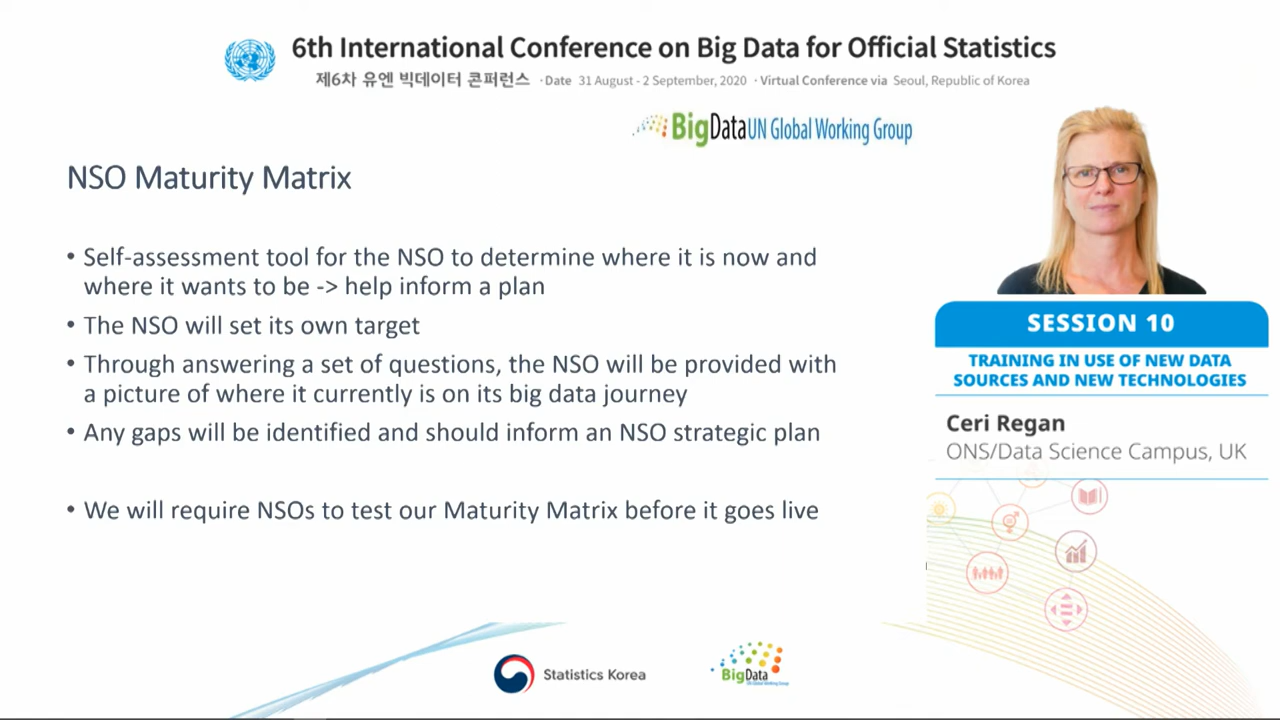 6th International Conference on Big Data for Official Statistics
제6차 유엔 빅데이터 콘퍼런스 · Date 31 August - 2 September, 2020 · Virtual Conference via Seoul, Republic of Korea
BigData UN Global Working Group
NSO Maturity Matrix
• Self-assessment tool for the NSO to determine where it is now and
where it wants to be -> help inform a plan
• The NSO will set its own target
• Through answering a set of questions, the NSO will be provided with
a picture of where it currently is on its big data journey
• Any gaps will be identified and should inform an NSO strategic plan
• We will require NSOs to test our Maturity Matrix before it goes live
SESSION 10
TRAINING IN USE OF NEW DATA
SOURCES AND NEW TECHNOLOGIES
Ceri Regan
ONS/Data Science Campus, UK
Statistics Korea
BigData
UN Global Working Group